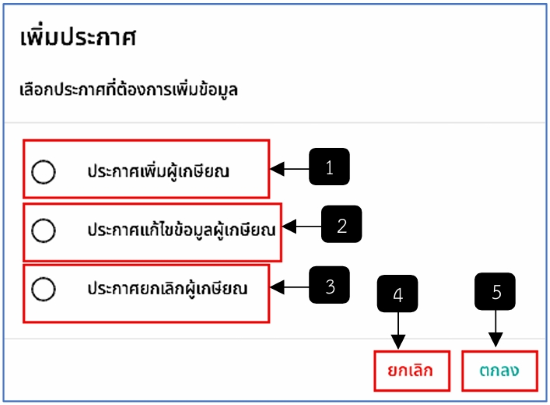 เพิ่มประกาศ
เลือกประกาศที่ต้องการเพิ่มข้อมูล
ประกาศเพิ่มผู้เกษียณ 1
ประกาศแก้ไขข้อมูลผู้เกษียณ 2
ประกาศยกเลิกผู้เกษียณ 3
4 5
ยกเลิก ตกลง